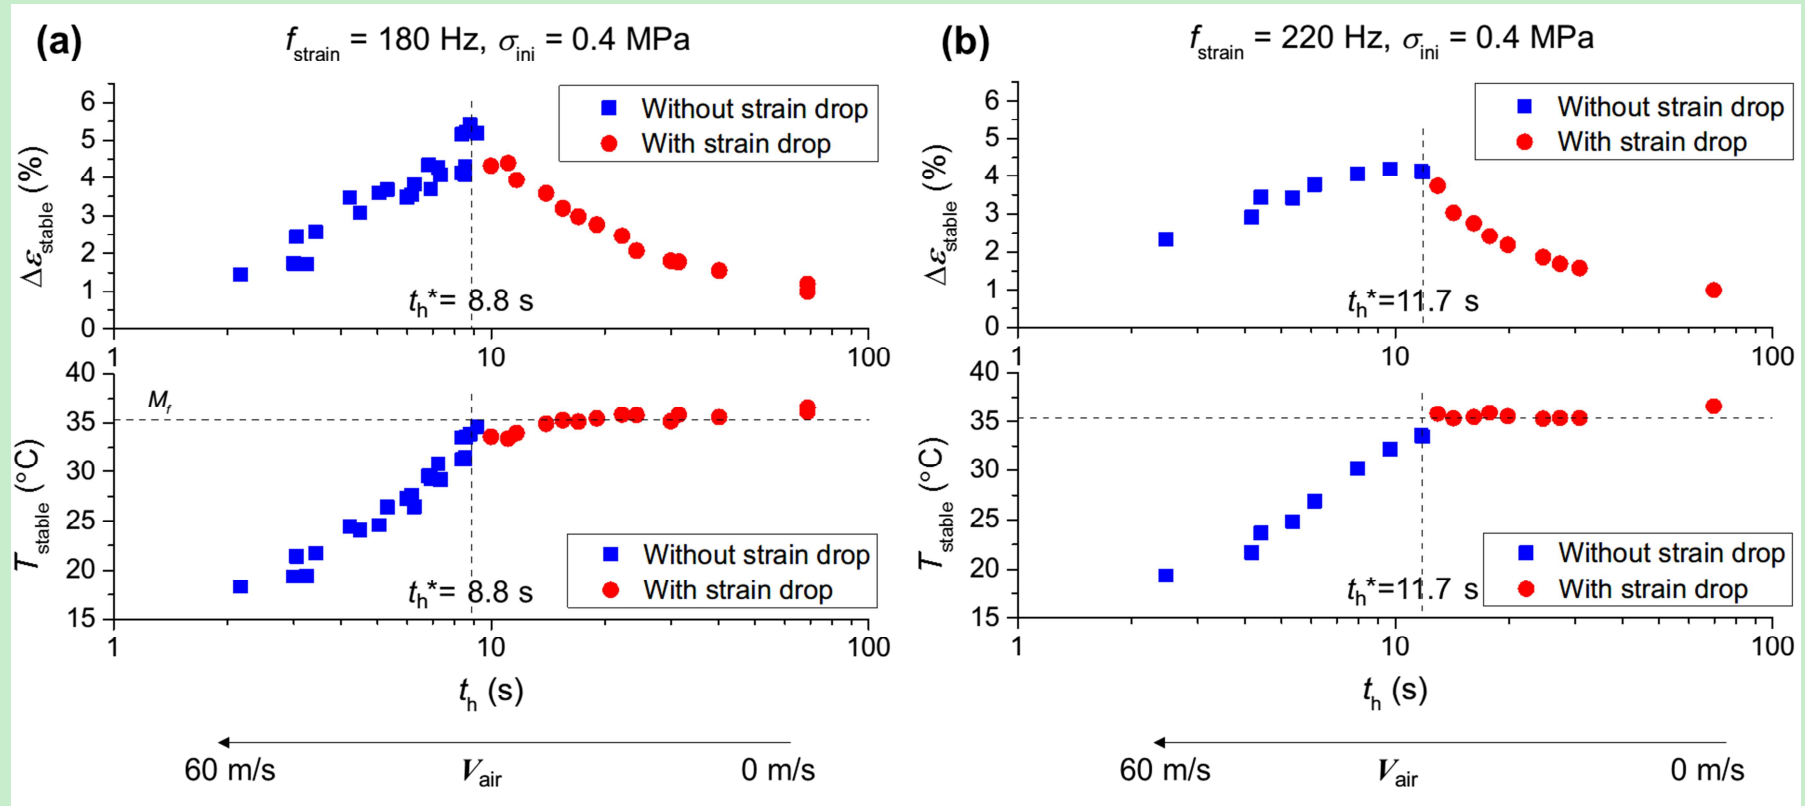 (a) f_strain = 180 Hz, σ_ini = 0.4 MPa
Δε_stable (%)
6
5
4
3
2
1
0
Without strain drop
With strain drop
t_h*= 8.8 s
1 10 100
T_stable (°C)
40
35
30
25
20
15
M_f
Without strain drop
With strain drop
t_h*= 8.8 s
1 10 100
t_h (s)
60 m/s V_air 0 m/s
(b) f_strain = 220 Hz, σ_ini = 0.4 MPa
Δε_stable (%)
6
5
4
3
2
1
0
Without strain drop
With strain drop
t_h*=11.7 s
1 10 100
T_stable (°C)
40
35
30
25
20
15
Without strain drop
With strain drop
t_h*=11.7 s
1 10 100
t_h (s)
60 m/s V_air 0 m/s